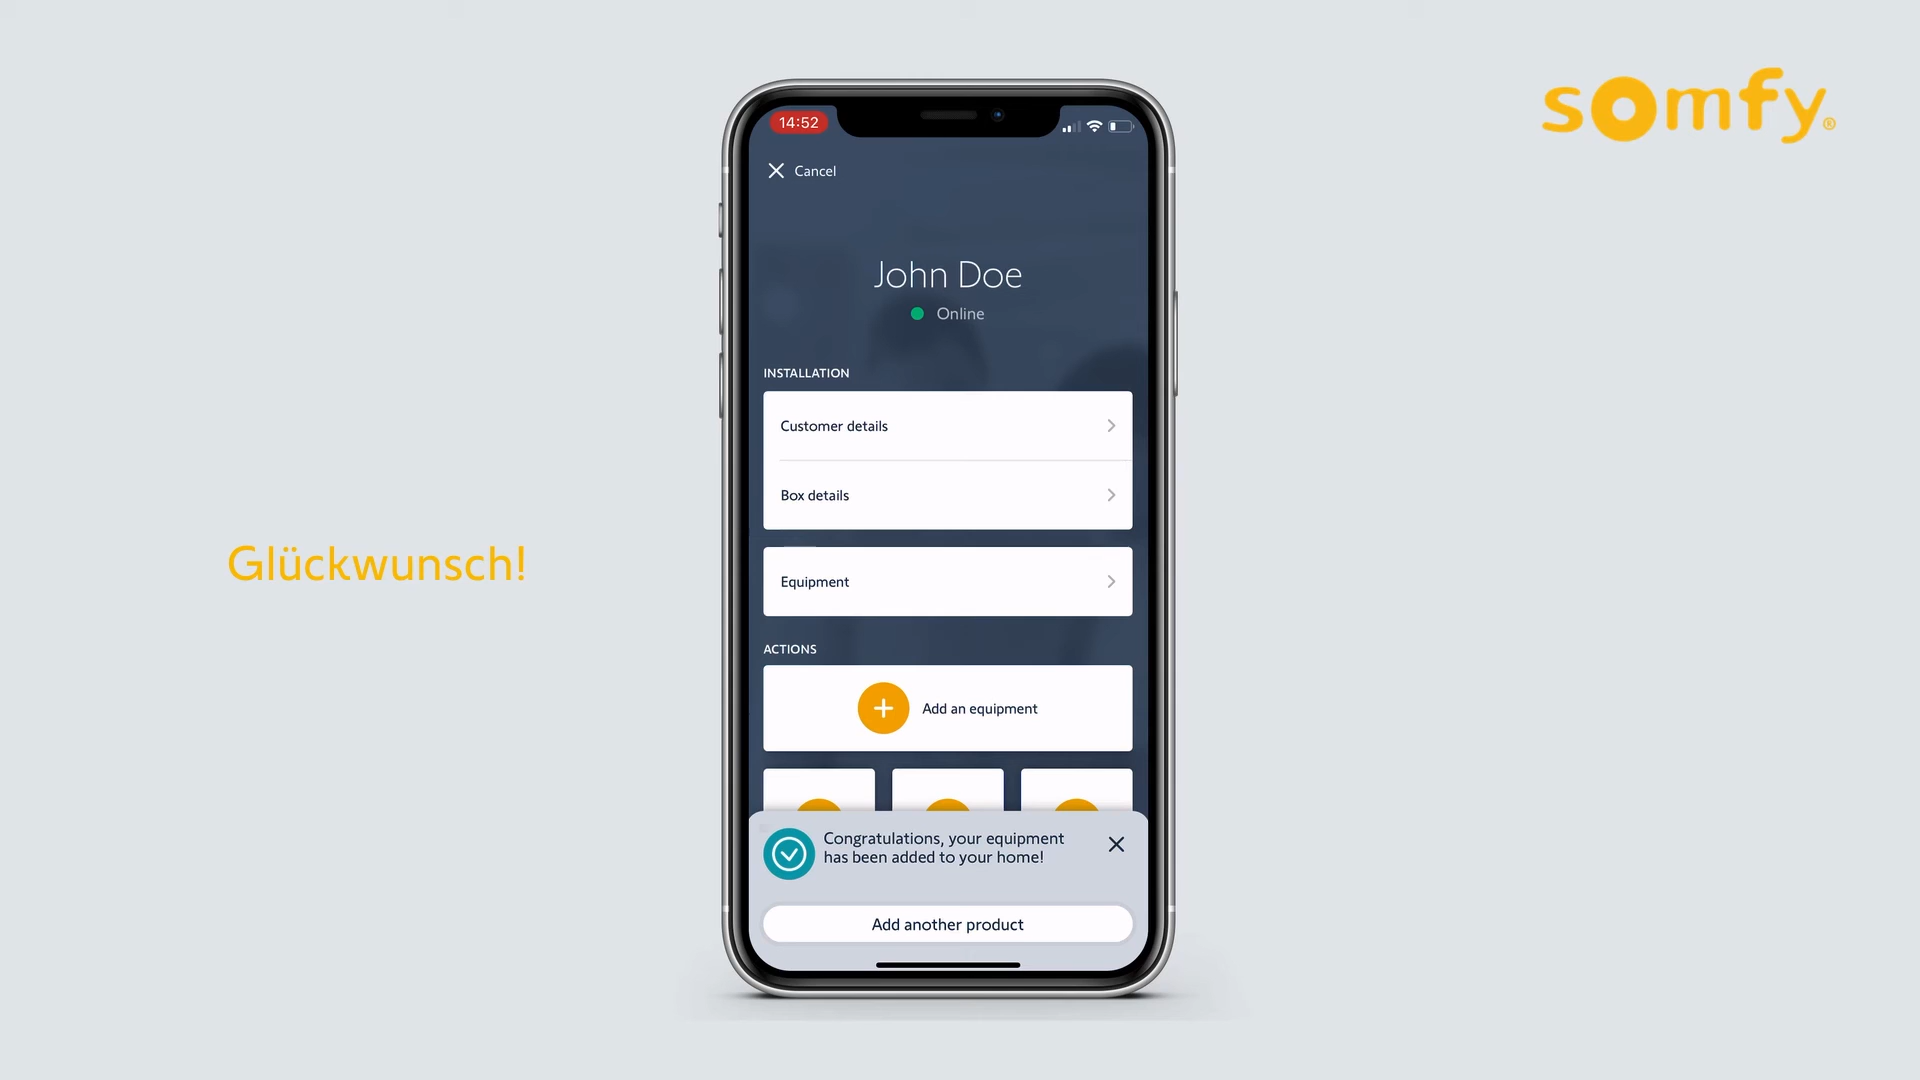 somfy®
14:52
Cancel
John Doe
Online
INSTALLATION
Customer details
Box details
Equipment
ACTIONS
Add an equipment
Congratulations, your equipment
has been added to your home!
Add another product
Glückwunsch!